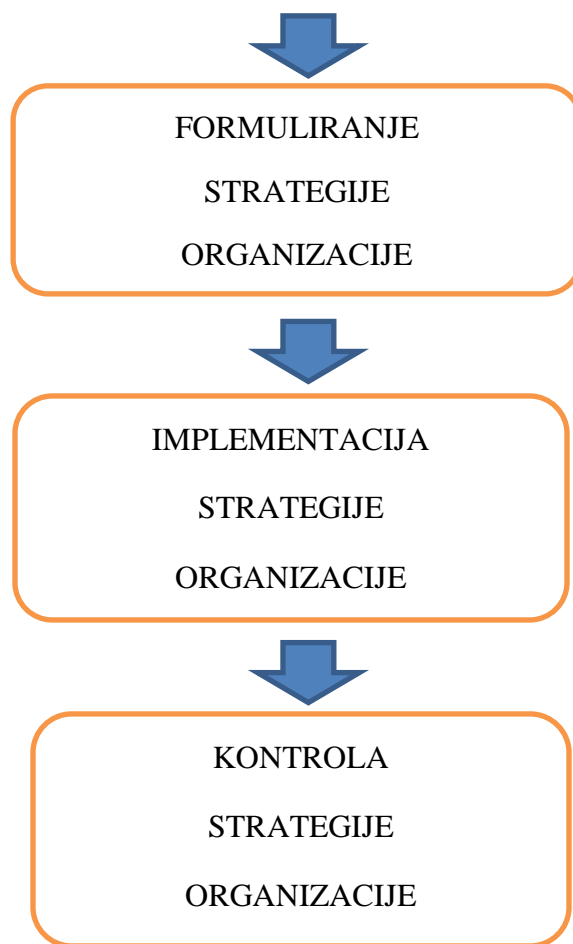 FORMULIRANJE
STRATEGIJE
ORGANIZACIJE
IMPLEMENTACIJA
STRATEGIJE
ORGANIZACIJE
KONTROLA
STRATEGIJE
ORGANIZACIJE